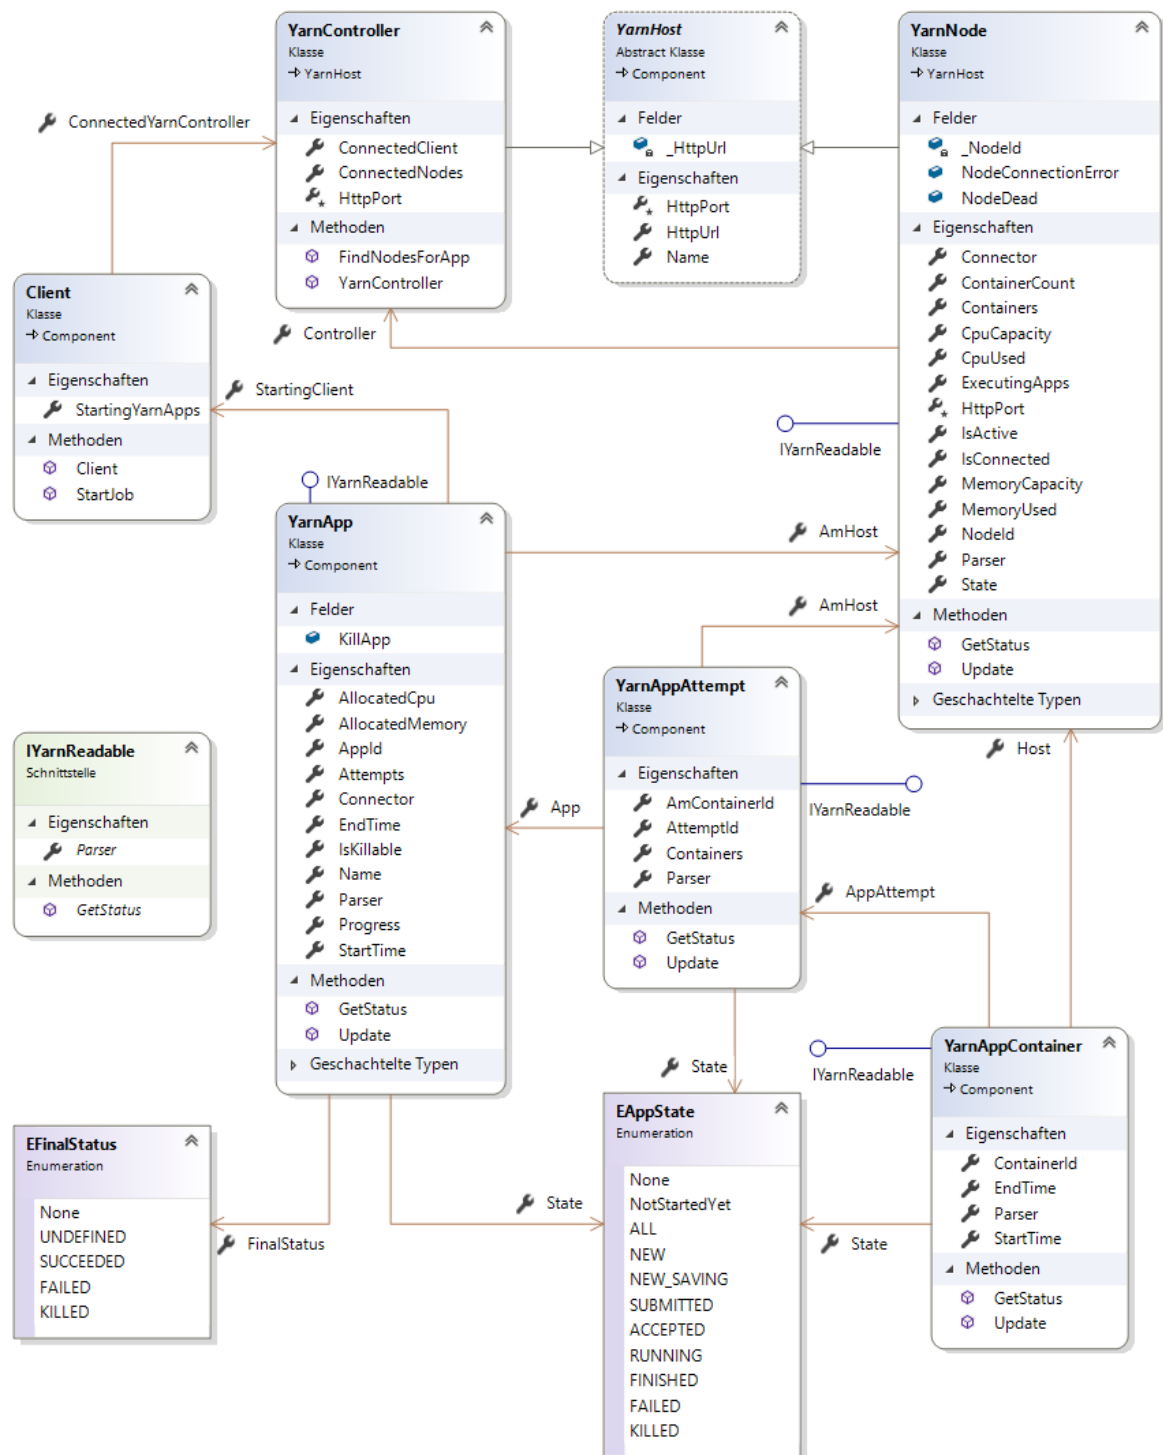 YarnController
Klasse
YarnHost
Eigenschaften
ConnectedClient
ConnectedNodes
HttpPort
Methoden
FindNodesForApp
YarnController
YarnHost
Abstract Klasse
Component
Felder
_HttpUrl
Eigenschaften
HttpPort
HttpUrl
Name
YarnNode
Klasse
YarnHost
Felder
_NodeId
NodeConnectionError
NodeDead
Eigenschaften
Connector
ContainerCount
Containers
CpuCapacity
CpuUsed
ExecutingApps
HttpPort
IsActive
IsConnected
MemoryCapacity
MemoryUsed
NodeId
Parser
State
Methoden
GetStatus
Update
Geschachtelte Typen
ConnectedYarnController
Client
Klasse
Component
Eigenschaften
StartingYarnApps
Methoden
Client
StartJob
Controller
StartingClient
IYarnReadable
IYarnReadable
YarnApp
Klasse
Component
Felder
KillApp
Eigenschaften
AllocatedCpu
AllocatedMemory
AppId
Attempts
Connector
EndTime
IsKillable
Name
Parser
Progress
StartTime
Methoden
GetStatus
Update
Geschachtelte Typen
AmHost
AmHost
YarnAppAttempt
Klasse
Component
Eigenschaften
AmContainerId
AttemptId
Containers
Parser
Methoden
GetStatus
Update
IYarnReadable
Schnittstelle
Eigenschaften
Parser
Methoden
GetStatus
Host
App
IYarnReadable
AppAttempt
IYarnReadable
YarnAppContainer
Klasse
Component
Eigenschaften
ContainerId
EndTime
Parser
StartTime
Methoden
GetStatus
Update
State
EAppState
Enumeration
None
NotStartedYet
ALL
NEW
NEW_SAVING
SUBMITTED
ACCEPTED
RUNNING
FINISHED
FAILED
KILLED
State
State
EFinalStatus
Enumeration
None
UNDEFINED
SUCCEEDED
FAILED
KILLED
FinalStatus